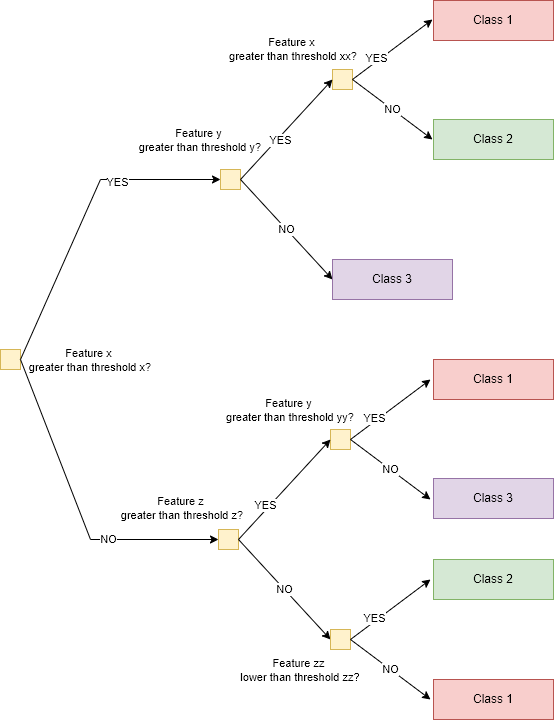 Class 1
Feature x
greater than threshold xx?
YES
NO
Class 2
Feature y
greater than threshold y?
YES
YES
NO
Class 3
Feature x
greater than threshold x?
Class 1
Feature y
greater than threshold yy?
YES
NO
Class 3
Feature z
greater than threshold z?
YES
NO
NO
Class 2
YES
Feature zz
lower than threshold zz?
NO
Class 1